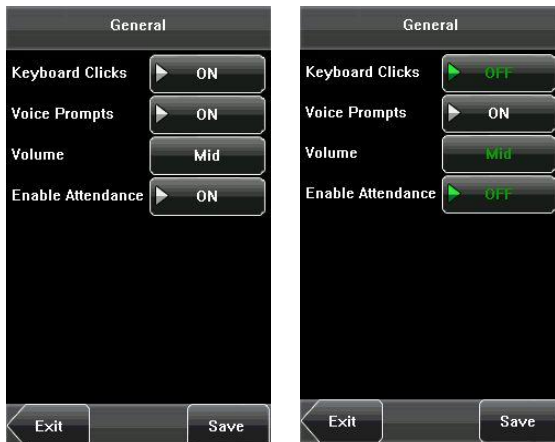 General
Keyboard Clicks ON
Voice Prompts ON
Volume Mid
Enable Attendance ON
Exit Save
General
Keyboard Clicks OFF
Voice Prompts ON
Volume Mid
Enable Attendance OFF
Exit Save